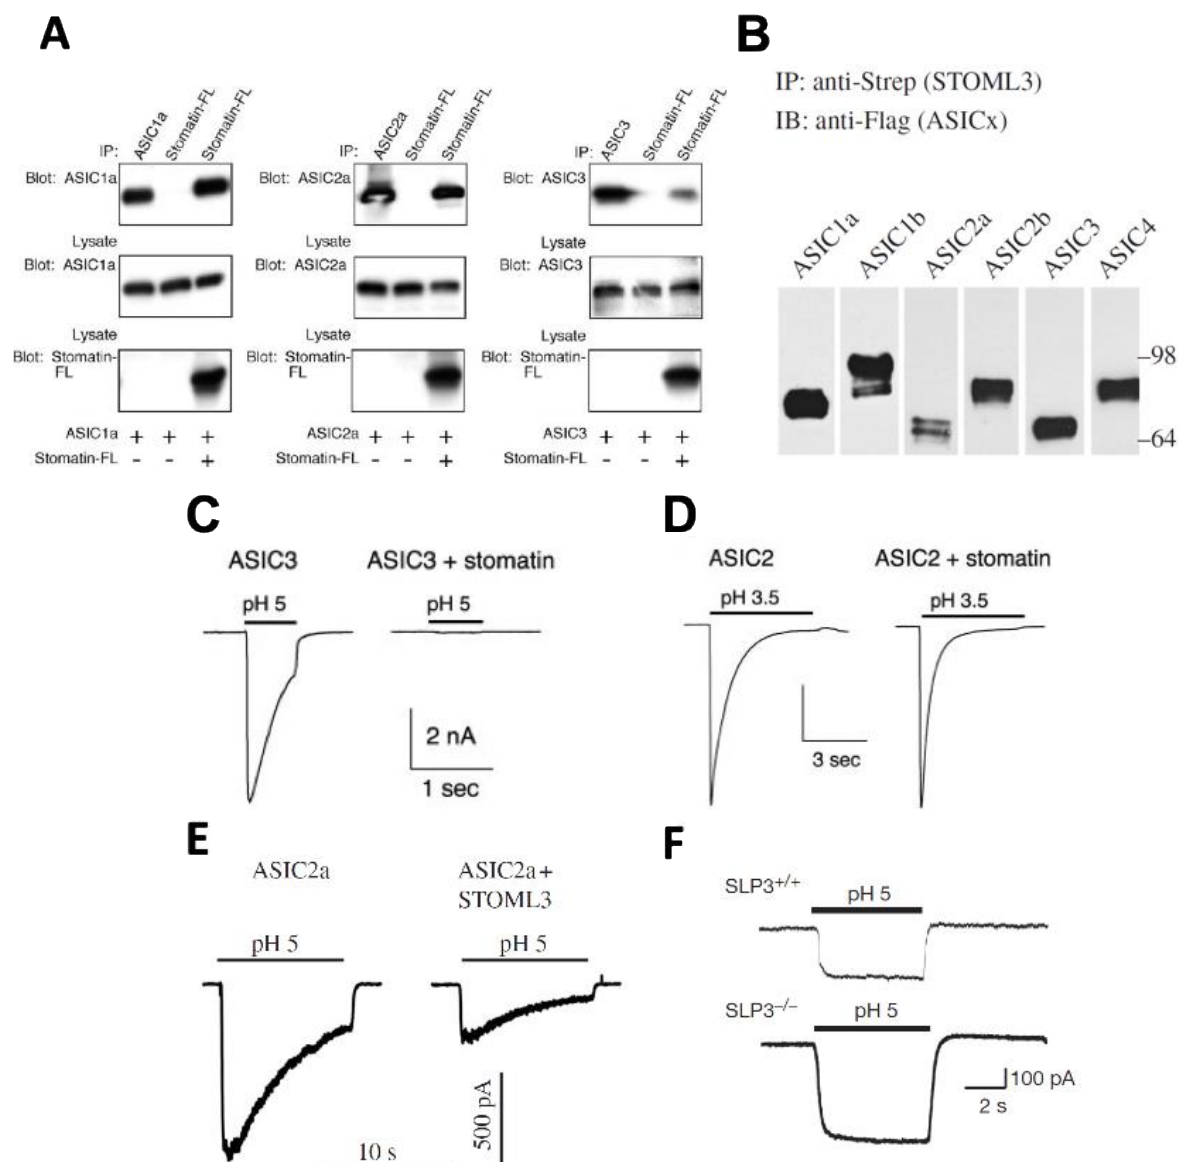 A
IP: ASIC1a Stomatin-FL Stomatin-FL
Blot: ASIC1a
Lysate
Blot: ASIC1a
Lysate
Blot: Stomatin-
FL
ASIC1a + + +
Stomatin-FL - - +
IP: ASIC2a Stomatin-FL Stomatin-FL
Blot: ASIC2a
Lysate
Blot: ASIC2a
Lysate
Blot: Stomatin-
FL
ASIC2a + + +
Stomatin-FL - - +
IP: ASIC3 Stomatin-FL Stomatin-FL
Blot: ASIC3
Lysate
Blot: ASIC3
Lysate
Blot: Stomatin-
FL
ASIC3 + + +
Stomatin-FL - - +
B
IP: anti-Strep (STOML3)
IB: anti-Flag (ASICx)
ASIC1a ASIC1b ASIC2a ASIC2b ASIC3 ASIC4
–98
–64
C
ASIC3
pH 5
ASIC3 + stomatin
pH 5
2 nA
1 sec
D
ASIC2
pH 3.5
ASIC2 + stomatin
pH 3.5
3 sec
E
ASIC2a
pH 5
ASIC2a +
STOML3
pH 5
500 pA
10 s
F
SLP3+/+
pH 5
SLP3–/–
pH 5
100 pA
2 s